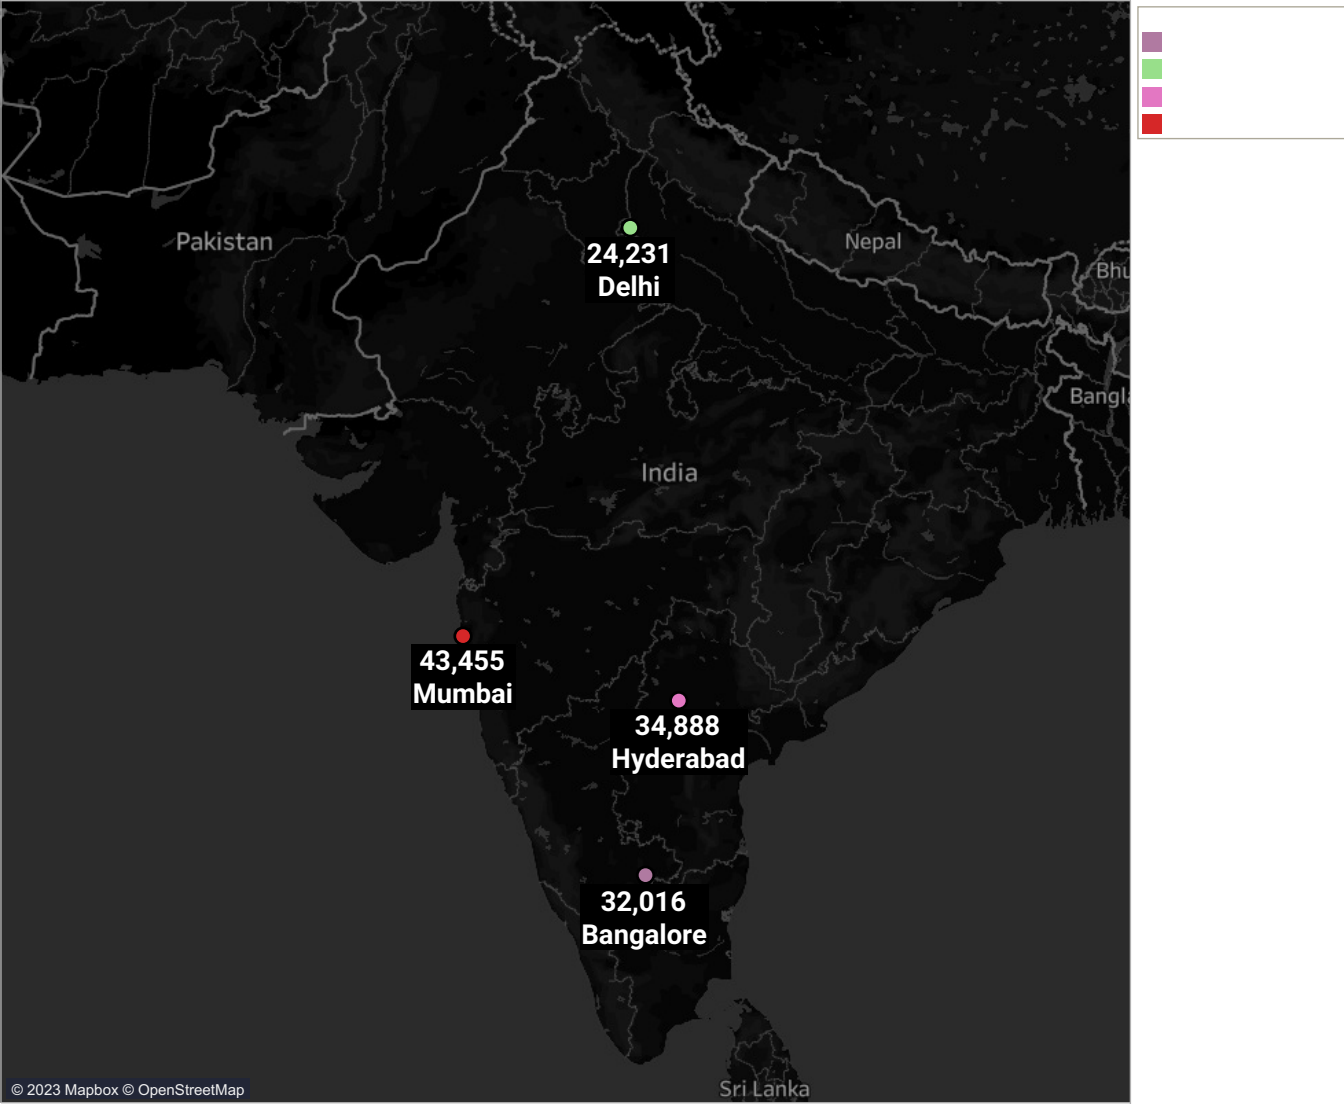 Pakistan
Nepal
Bhu
24,231
Delhi
Bangla
India
43,455
Mumbai
34,888
Hyderabad
32,016
Bangalore
Sri Lanka
© 2023 Mapbox © OpenStreetMap